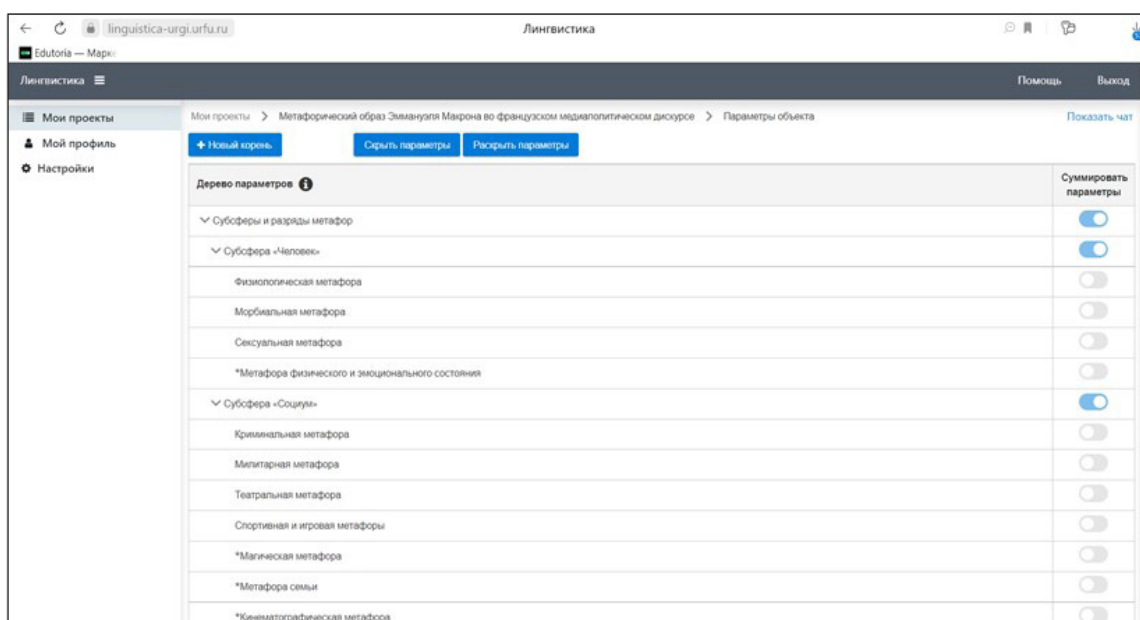 linguistica-urgi.urfu.ru Лингвистика
Edutoria — Марке
Лингвистика Помощь Выход
Мои проекты
Мой профиль
Настройки
Мои проекты > Метафорический образ Эммануэля Макрона во французском медиаполитическом дискурсе > Параметры объекта Показать чат
+ Новый корень Скрыть параметры Раскрыть параметры
Дерево параметров Суммировать
параметры
Субсферы и разряды метафор
Субсфера «Человек»
Физиологическая метафора
Морбиальная метафора
Сексуальная метафора
*Метафора физического и эмоционального состояния
Субсфера «Социум»
Криминальная метафора
Милитарная метафора
Театральная метафора
Спортивная и игровая метафоры
*Магическая метафора
*Метафора семьи
*Кинематографическая метафора